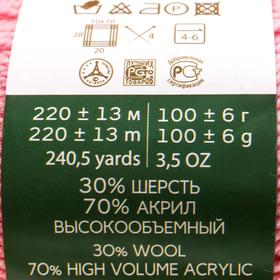 10x10
28
20
4
4-6
220 ± 13 м 100 ± 6 г
220 ± 13 m 100 ± 6 g
240,5 yards 3,5 OZ
30% ШЕРСТЬ
70% АКРИЛ
ВЫСОКООБЪЕМНЫЙ
30% WOOL
70% HIGH VOLUME ACRYLIC